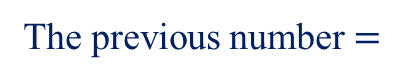 The previous number =